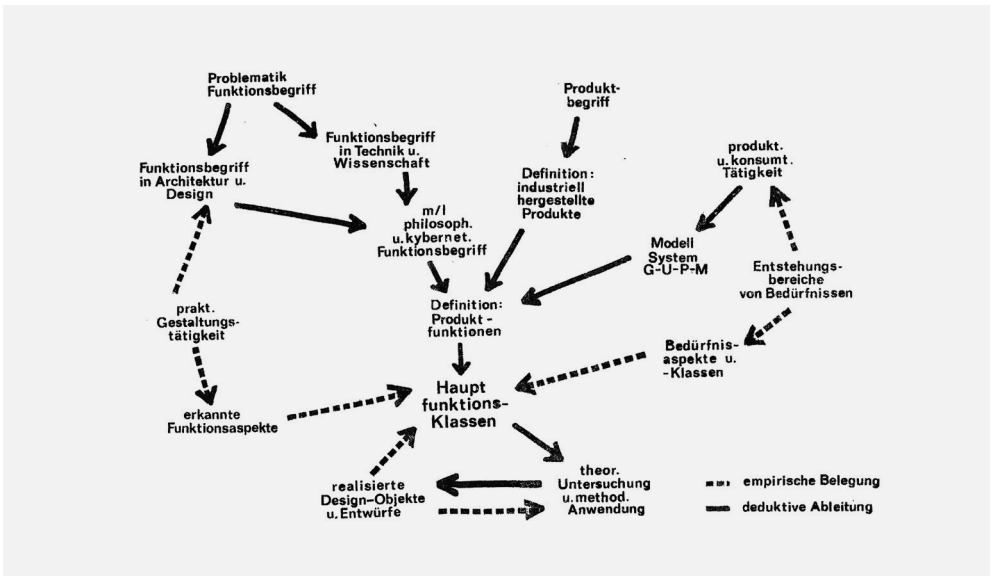 Problematik
Funktionsbegriff
Produkt-
begriff
Funktionsbegriff
in Technik u.
Wissenschaft
produkt.
u. konsumt.
Tätigkeit
Funktionsbegriff
in Architektur u.
Design
Definition:
industriell
hergestellte
Produkte
m/l
philosoph.
u. kybernet.
Funktionsbegriff
Modell
System
G-U-P-M
Entstehungs-
bereiche
von Bedürfnissen
prakt.
Gestaltungs-
tätigkeit
Definition:
Produkt-
funktionen
Bedürfnis-
aspekte u.
-Klassen
Haupt
funktions-
Klassen
erkannte
Funktionsaspekte
realisierte
Design-Objekte
u. Entwürfe
theor.
Untersuchung
u. method.
Anwendung
empirische Belegung
deduktive Ableitung